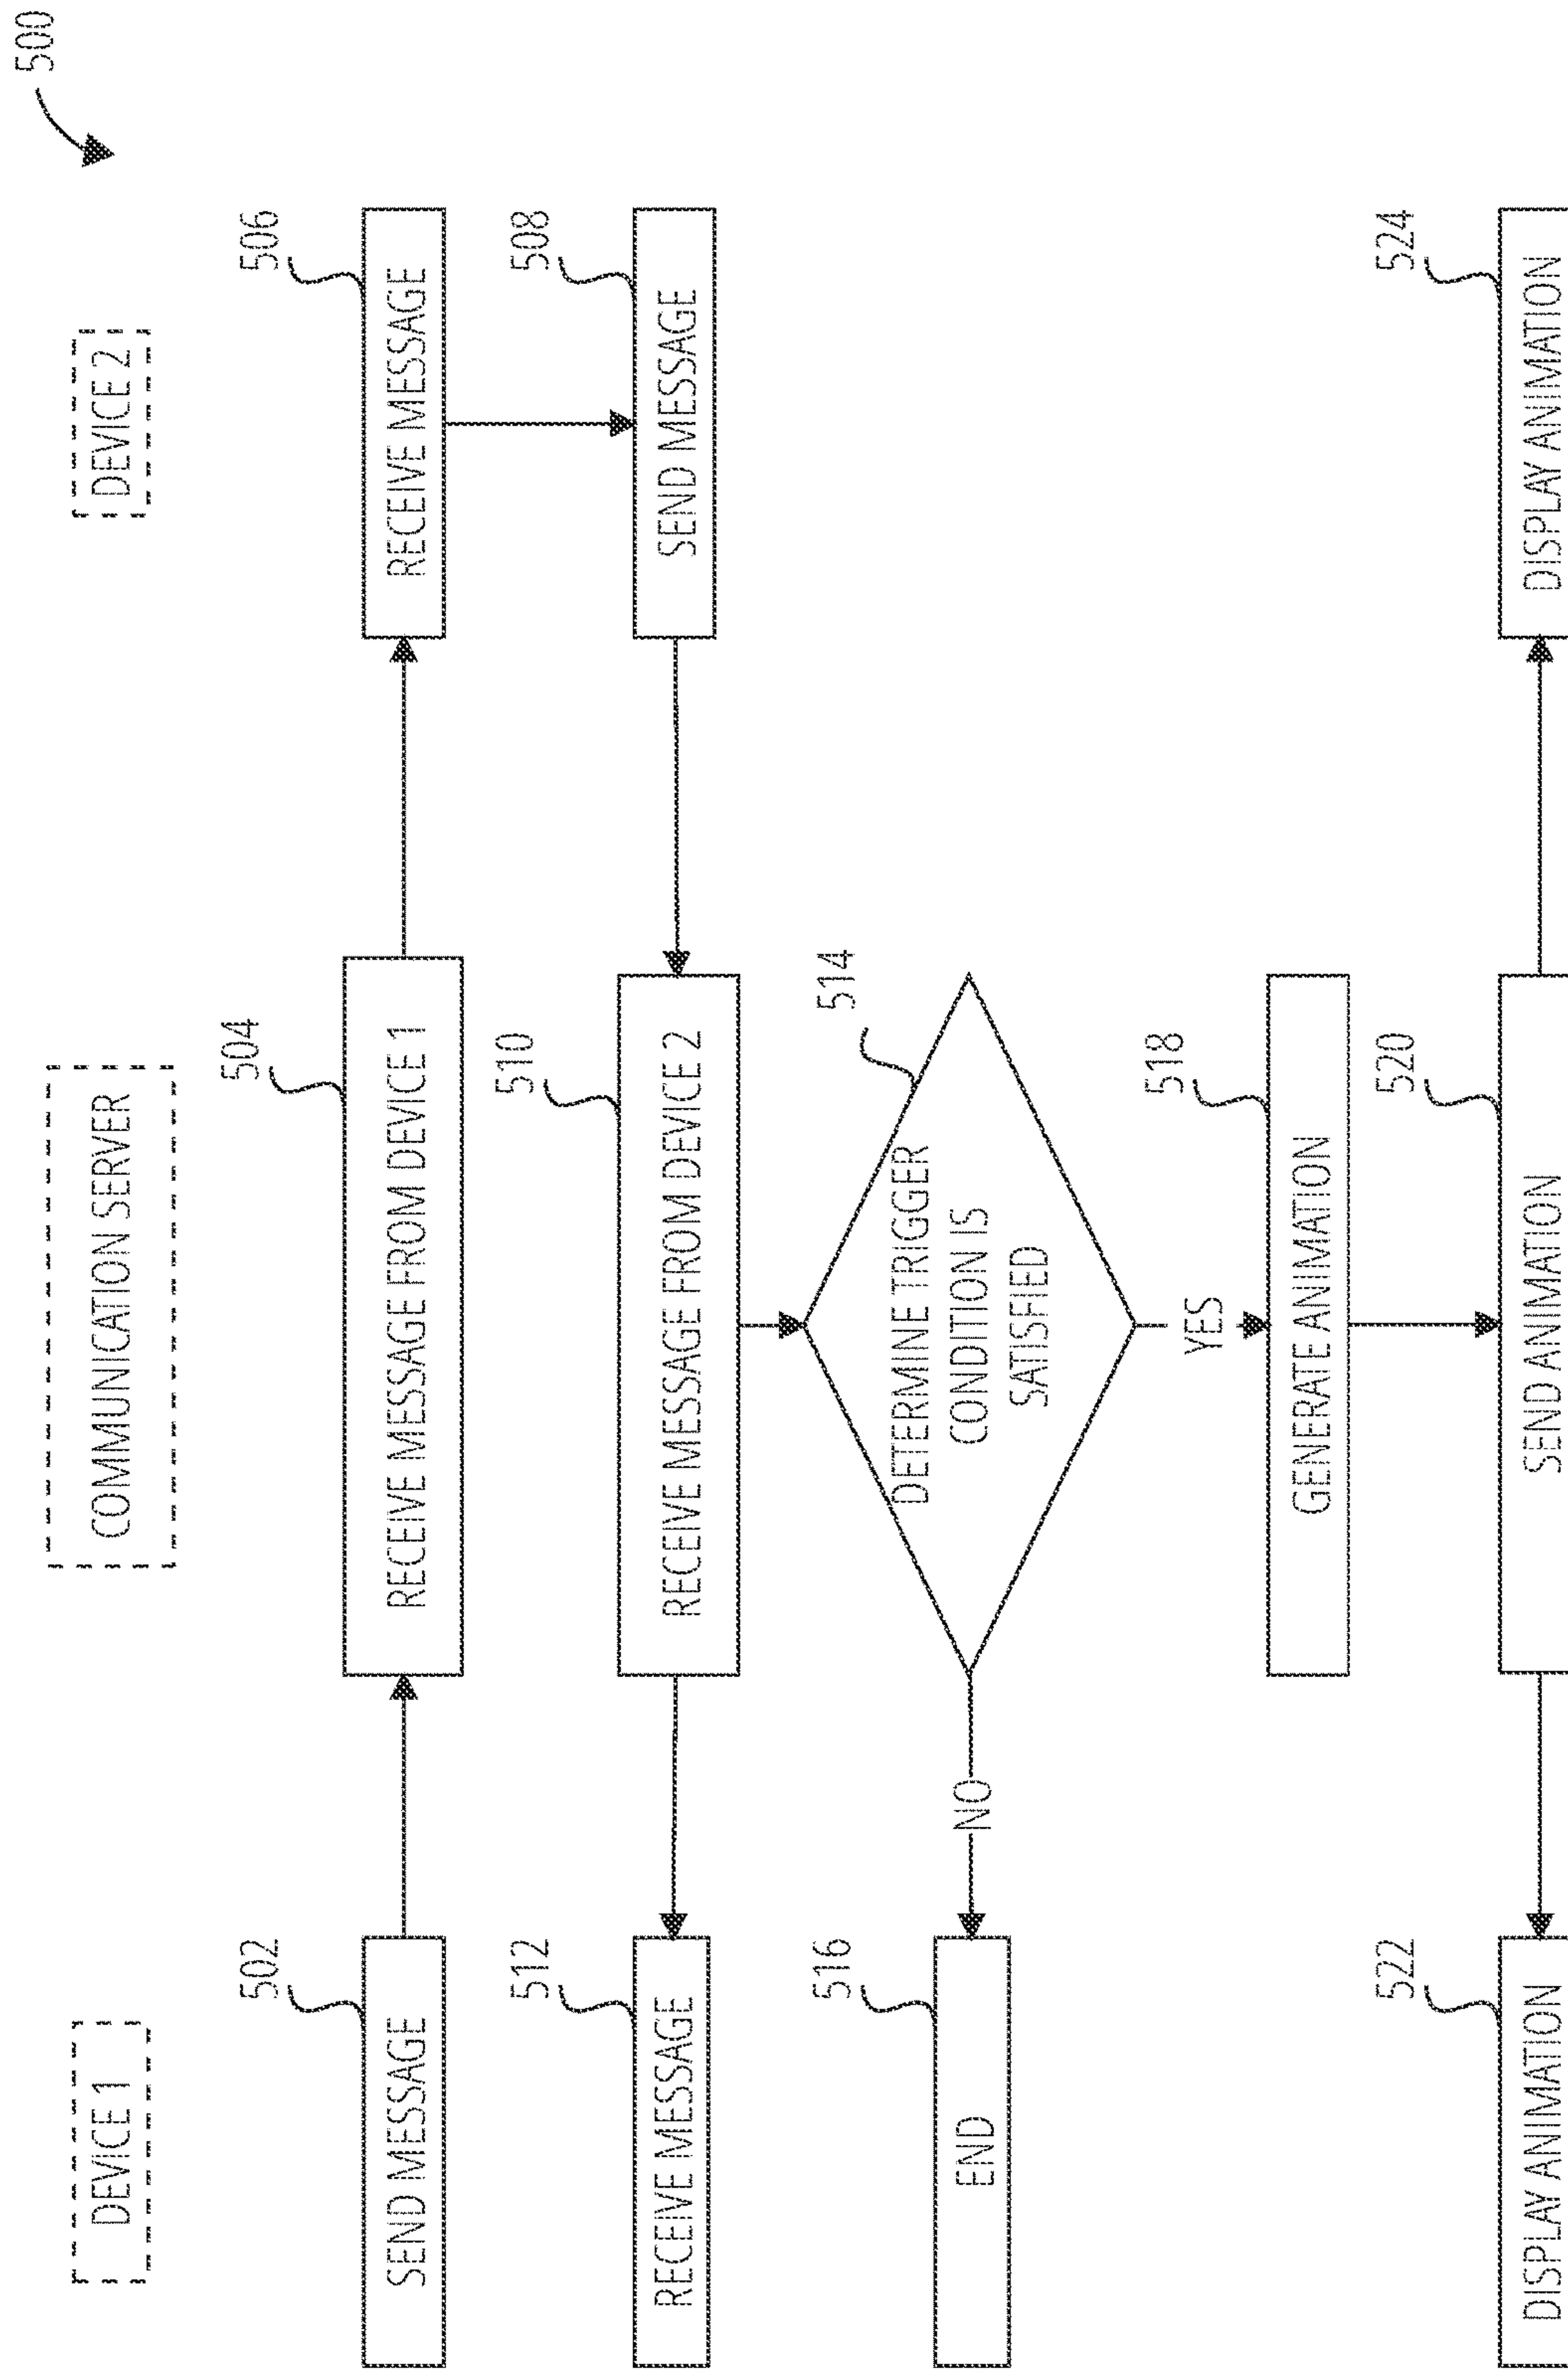 500
DEVICE 1
COMMUNICATION SERVER
DEVICE 2
502
SEND MESSAGE
504
RECEIVE MESSAGE FROM DEVICE 1
506
RECEIVE MESSAGE
512
RECEIVE MESSAGE
510
RECEIVE MESSAGE FROM DEVICE 2
508
SEND MESSAGE
516
END
NO
514
DETERMINE TRIGGER
CONDITION IS
SATISFIED
YES
518
GENERATE ANIMATION
522
DISPLAY ANIMATION
520
SEND ANIMATION
524
DISPLAY ANIMATION